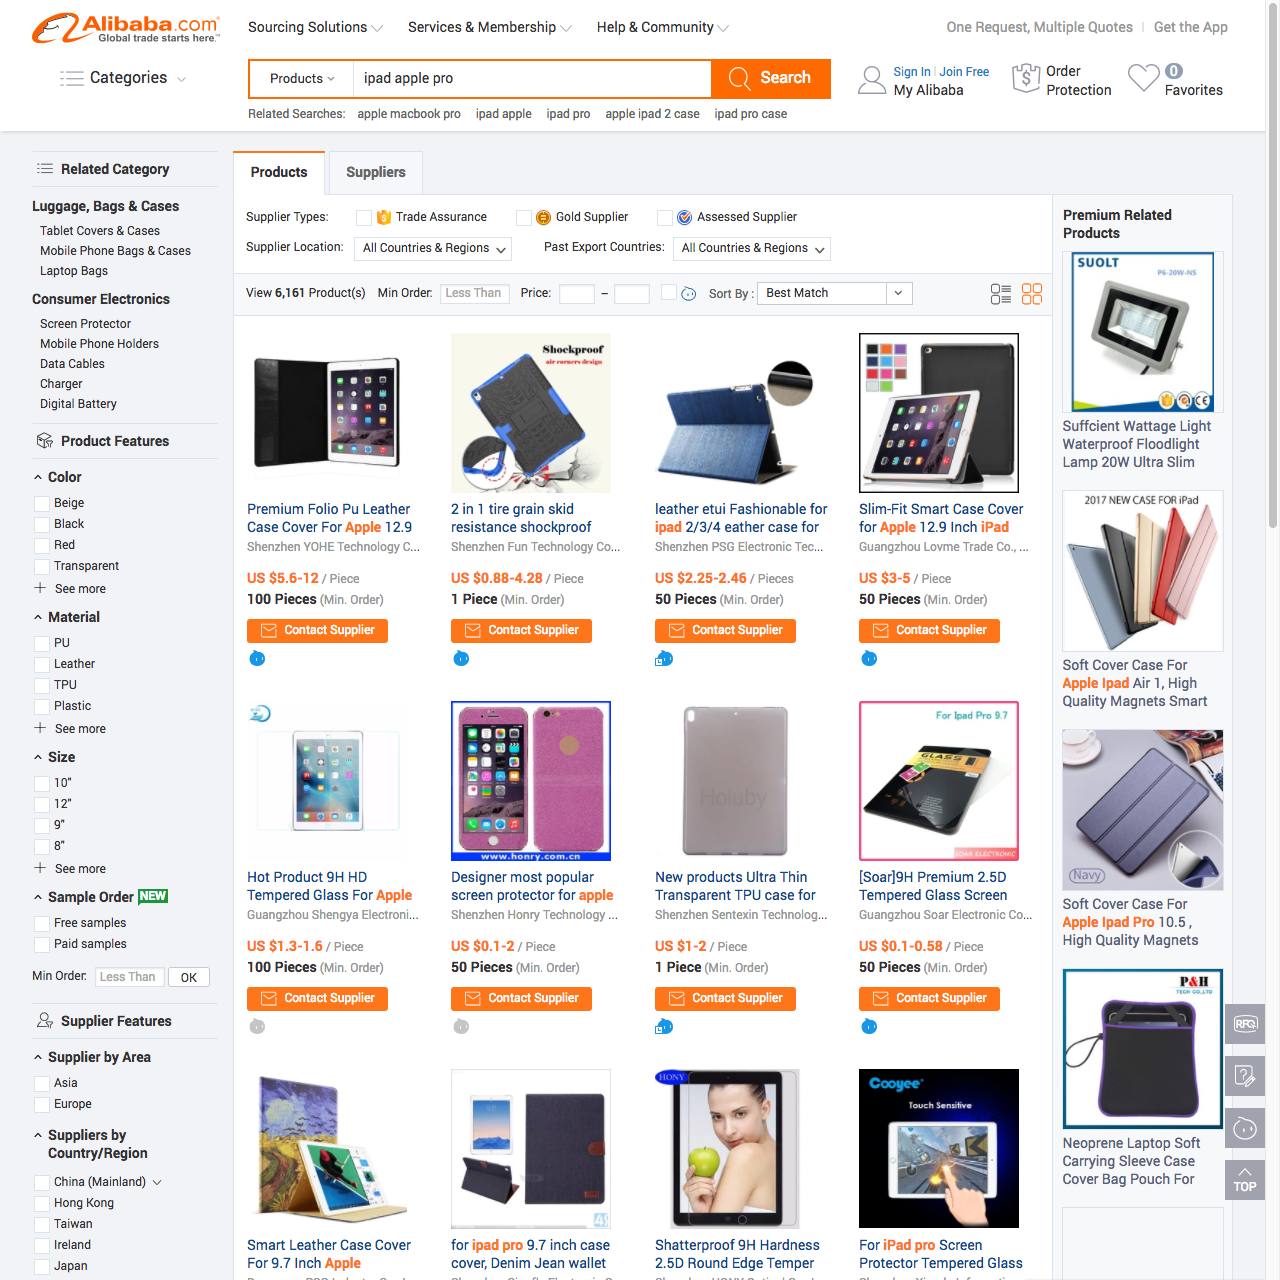 Alibaba.com
Global trade starts here.™
Sourcing Solutions
Services & Membership
Help & Community
One Request, Multiple Quotes
Get the App
Categories
Products
ipad apple pro
Search
Sign In | Join Free
My Alibaba
Order Protection
0
Favorites
Related Searches: apple macbook pro ipad apple ipad pro apple ipad 2 case ipad pro case
Related Category
Luggage, Bags & Cases
Tablet Covers & Cases
Mobile Phone Bags & Cases
Laptop Bags
Consumer Electronics
Screen Protector
Mobile Phone Holders
Data Cables
Charger
Digital Battery
Product Features
Color
Beige
Black
Red
Transparent
See more
Material
PU
Leather
TPU
Plastic
See more
Size
10"
12"
9"
8"
See more
Sample Order NEW
Free samples
Paid samples
Min Order: Less Than OK
Supplier Features
Supplier by Area
Asia
Europe
Suppliers by
Country/Region
China (Mainland)
Hong Kong
Taiwan
Ireland
Japan
Products
Suppliers
Supplier Types: Trade Assurance Gold Supplier Assessed Supplier
Supplier Location: All Countries & Regions Past Export Countries: All Countries & Regions
View 6,161 Product(s) Min Order: Less Than Price: – Sort By : Best Match
Shockproof
air corners design
Premium Folio Pu Leather
Case Cover For Apple 12.9
Shenzhen YOHE Technology C...
US $5.6-12 / Piece
100 Pieces (Min. Order)
Contact Supplier
2 in 1 tire grain skid
resistance shockproof
Shenzhen Fun Technology Co...
US $0.88-4.28 / Piece
1 Piece (Min. Order)
Contact Supplier
leather etui Fashionable for
ipad 2/3/4 eather case for
Shenzhen PSG Electronic Tec...
US $2.25-2.46 / Pieces
50 Pieces (Min. Order)
Contact Supplier
Slim-Fit Smart Case Cover
for Apple 12.9 Inch iPad
Guangzhou Lovme Trade Co., ...
US $3-5 / Piece
50 Pieces (Min. Order)
Contact Supplier
www.honry.com.cn
Holuby
For Ipad Pro 9.7
GLASS
SOAR ELECTRONIC
Hot Product 9H HD
Tempered Glass For Apple
Guangzhou Shengya Electroni...
US $1.3-1.6 / Piece
100 Pieces (Min. Order)
Contact Supplier
Designer most popular
screen protector for apple
Shenzhen Honry Technology ...
US $0.1-2 / Piece
50 Pieces (Min. Order)
Contact Supplier
New products Ultra Thin
Transparent TPU case for
Shenzhen Sentexin Technolog...
US $1-2 / Piece
1 Piece (Min. Order)
Contact Supplier
[Soar]9H Premium 2.5D
Tempered Glass Screen
Guangzhou Soar Electronic Co...
US $0.1-0.58 / Piece
50 Pieces (Min. Order)
Contact Supplier
HONY
Cooyee
Touch Sensitive
Smart Leather Case Cover
For 9.7 Inch Apple
for ipad pro 9.7 inch case
cover, Denim Jean wallet
Shatterproof 9H Hardness
2.5D Round Edge Temper
For iPad pro Screen
Protector Tempered Glass
Premium Related
Products
SUOLT
P6-20W-NS
Suffcient Wattage Light
Waterproof Floodlight
Lamp 20W Ultra Slim
2017 NEW CASE FOR iPad
Soft Cover Case For
Apple Ipad Air 1, High
Quality Magnets Smart
Navy
Soft Cover Case For
Apple Ipad Pro 10.5 ,
High Quality Magnets
P&H
TECH CO.,LTD
Neoprene Laptop Soft
Carrying Sleeve Case
Cover Bag Pouch For
RFQ
TOP